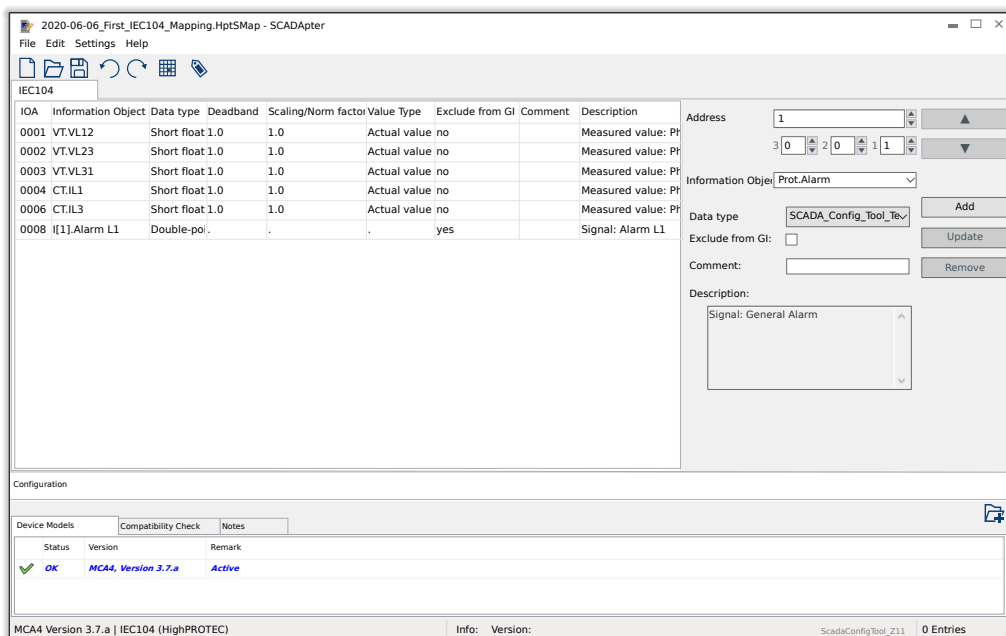 2020-06-06_First_IEC104_Mapping.HptSMap - SCADApter
File Edit Settings Help
IEC104
IOA Information Object Data type Deadband Scaling/Norm factor Value Type Exclude from GI Comment Description
0001 VT.VL12 Short float 1.0 1.0 Actual value no Measured value: Ph
0002 VT.VL23 Short float 1.0 1.0 Actual value no Measured value: Ph
0003 VT.VL31 Short float 1.0 1.0 Actual value no Measured value: Ph
0004 CT.IL1 Short float 1.0 1.0 Actual value no Measured value: Ph
0006 CT.IL3 Short float 1.0 1.0 Actual value no Measured value: Ph
0008 I[1].Alarm L1 Double-poi . . . yes Signal: Alarm L1
Address 1
3 0 2 0 1 1
Information Objec Prot.Alarm
Data type SCADA_Config_Tool_Te
Exclude from GI:
Comment:
Description:
Signal: General Alarm
Add
Update
Remove
Configuration
Device Models Compatibility Check Notes
Status Version Remark
OK MCA4, Version 3.7.a Active
MCA4 Version 3.7.a | IEC104 (HighPROTEC) Info: Version: ScadaConfigTool_Z11 0 Entries